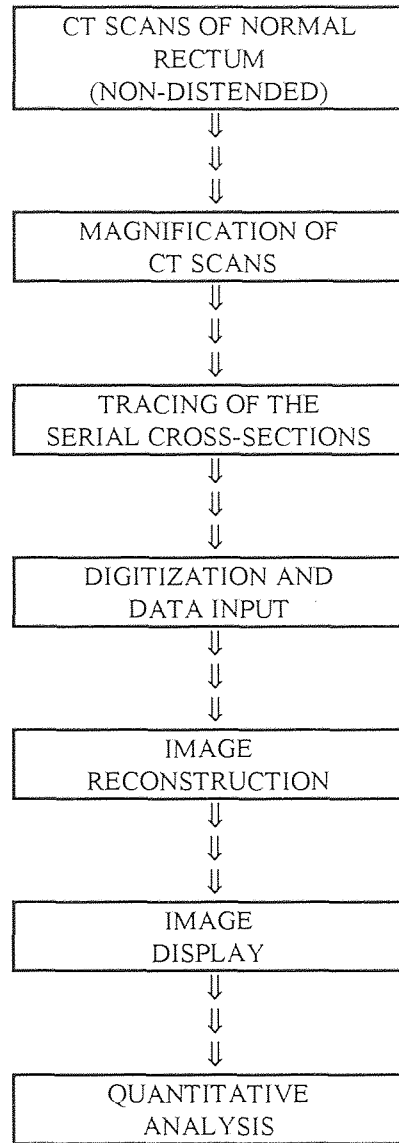 CT SCANS OF NORMAL
RECTUM
(NON-DISTENDED)
⇓
⇓
⇓
MAGNIFICATION OF
CT SCANS
⇓
⇓
⇓
TRACING OF THE
SERIAL CROSS-SECTIONS
⇓
⇓
⇓
DIGITIZATION AND
DATA INPUT
⇓
⇓
⇓
IMAGE
RECONSTRUCTION
⇓
⇓
⇓
IMAGE
DISPLAY
⇓
⇓
⇓
QUANTITATIVE
ANALYSIS